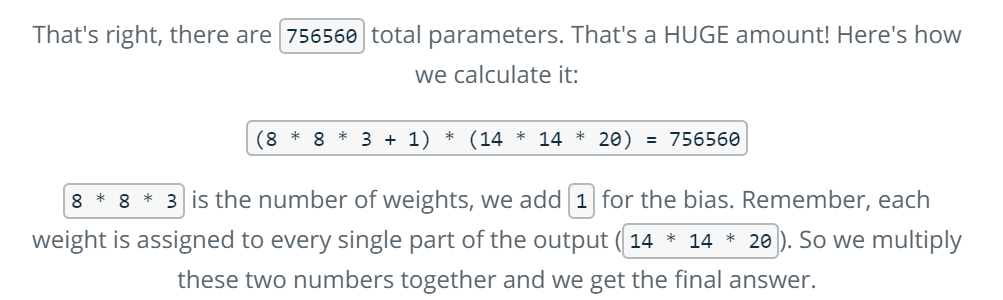 That's right, there are 756560 total parameters. That's a HUGE amount! Here's how
we calculate it:
(8 * 8 * 3 + 1) * (14 * 14 * 20) = 756560
8 * 8 * 3 is the number of weights, we add 1 for the bias. Remember, each
weight is assigned to every single part of the output (14 * 14 * 20). So we multiply
these two numbers together and we get the final answer.